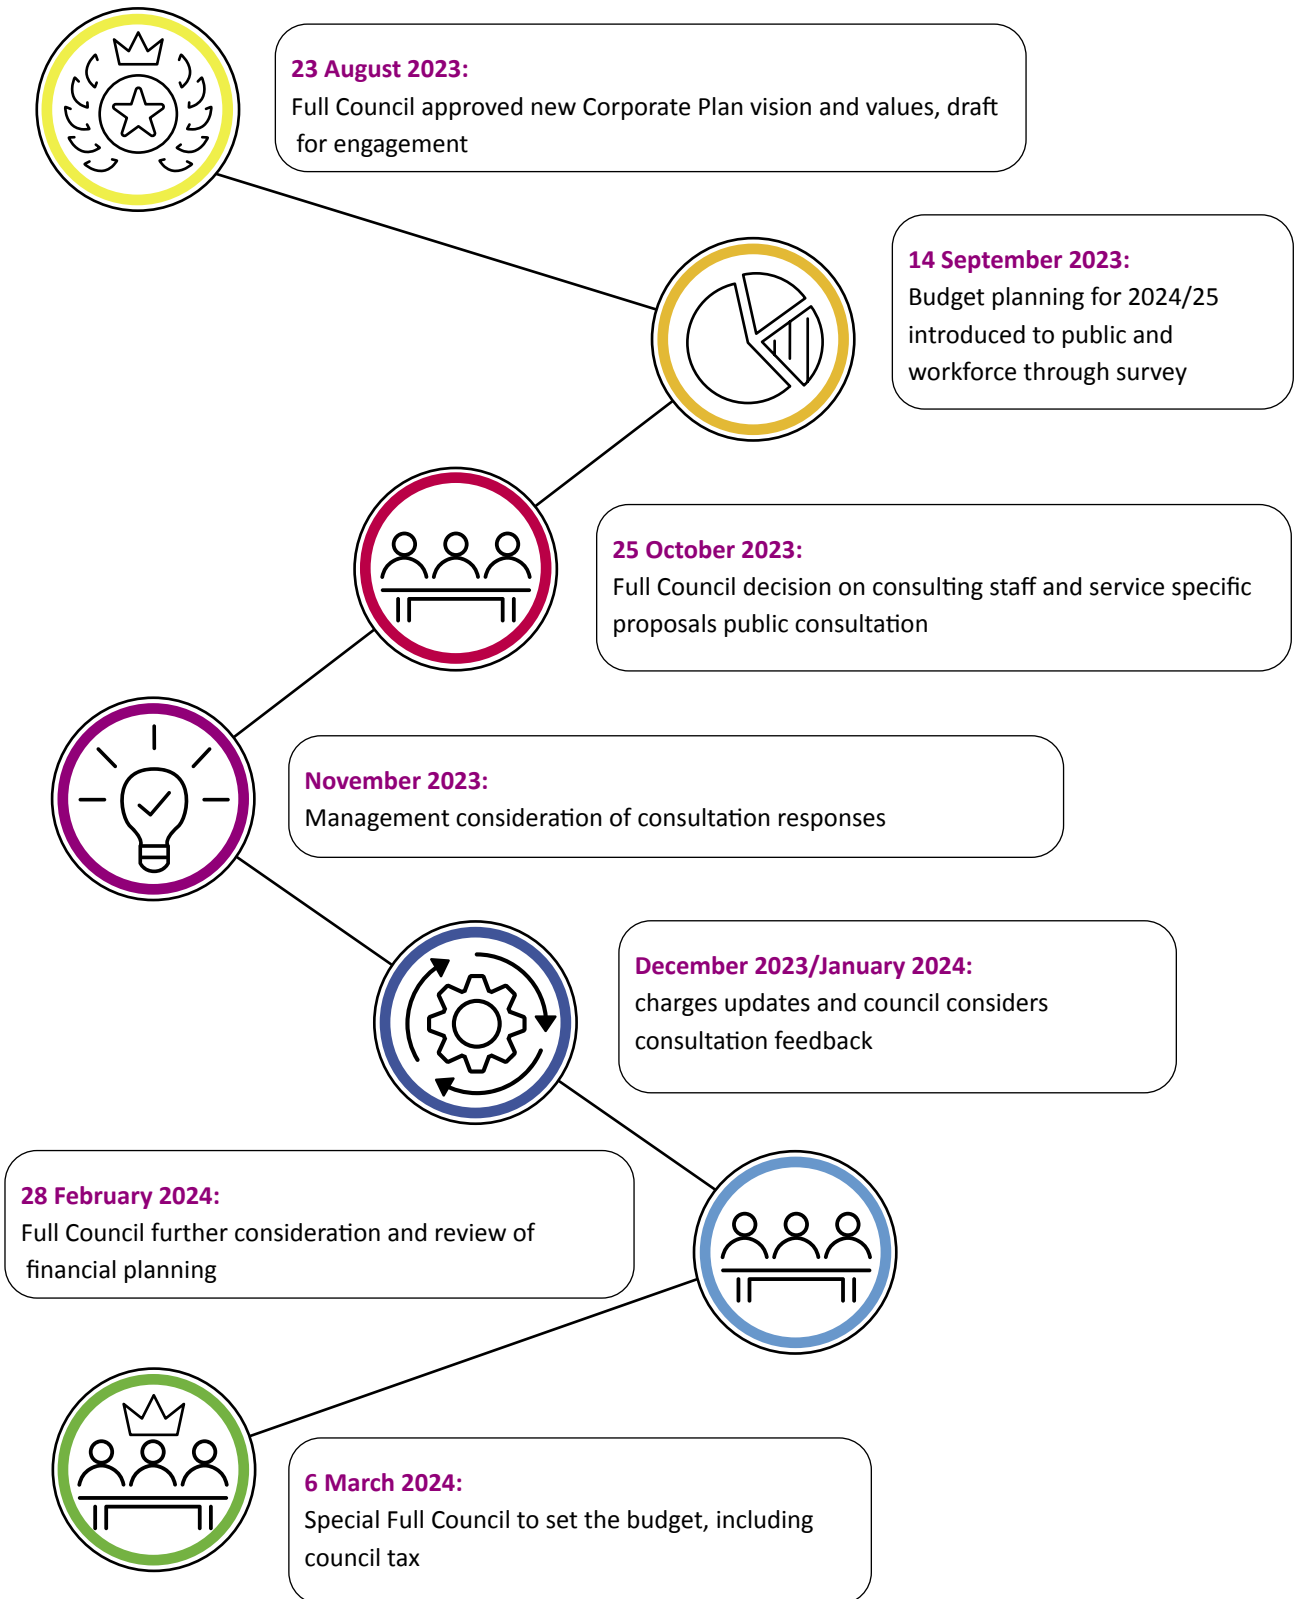 23 August 2023:
Full Council approved new Corporate Plan vision and values, draft
for engagement
14 September 2023:
Budget planning for 2024/25
introduced to public and
workforce through survey
25 October 2023:
Full Council decision on consulting staff and service specific
proposals public consultation
November 2023:
Management consideration of consultation responses
December 2023/January 2024:
charges updates and council considers
consultation feedback
28 February 2024:
Full Council further consideration and review of
financial planning
6 March 2024:
Special Full Council to set the budget, including
council tax